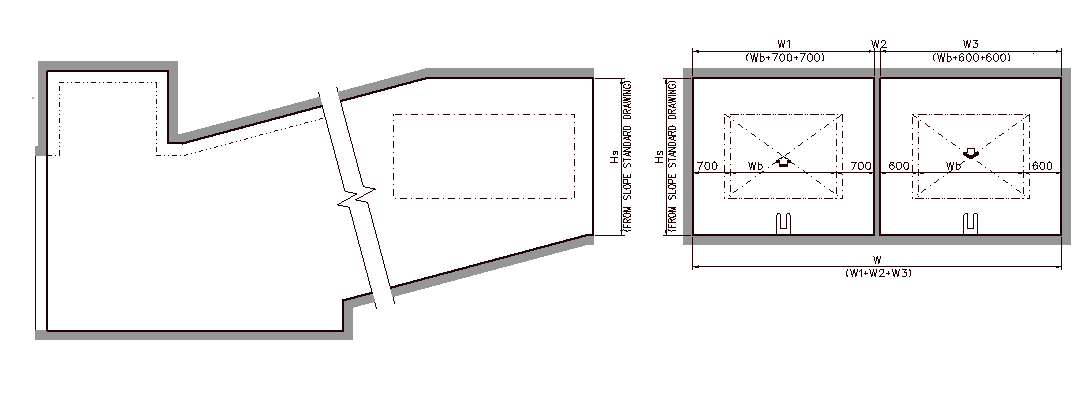 W1
W2
W3
(Wb+700+700)
(Wb+600+600)
Hs
(FROM SLOPE STANDARD DRAWING)
Hs
(FROM SLOPE STANDARD DRAWING)
700
Wb
700
600
Wb
600
W
(W1+W2+W3)